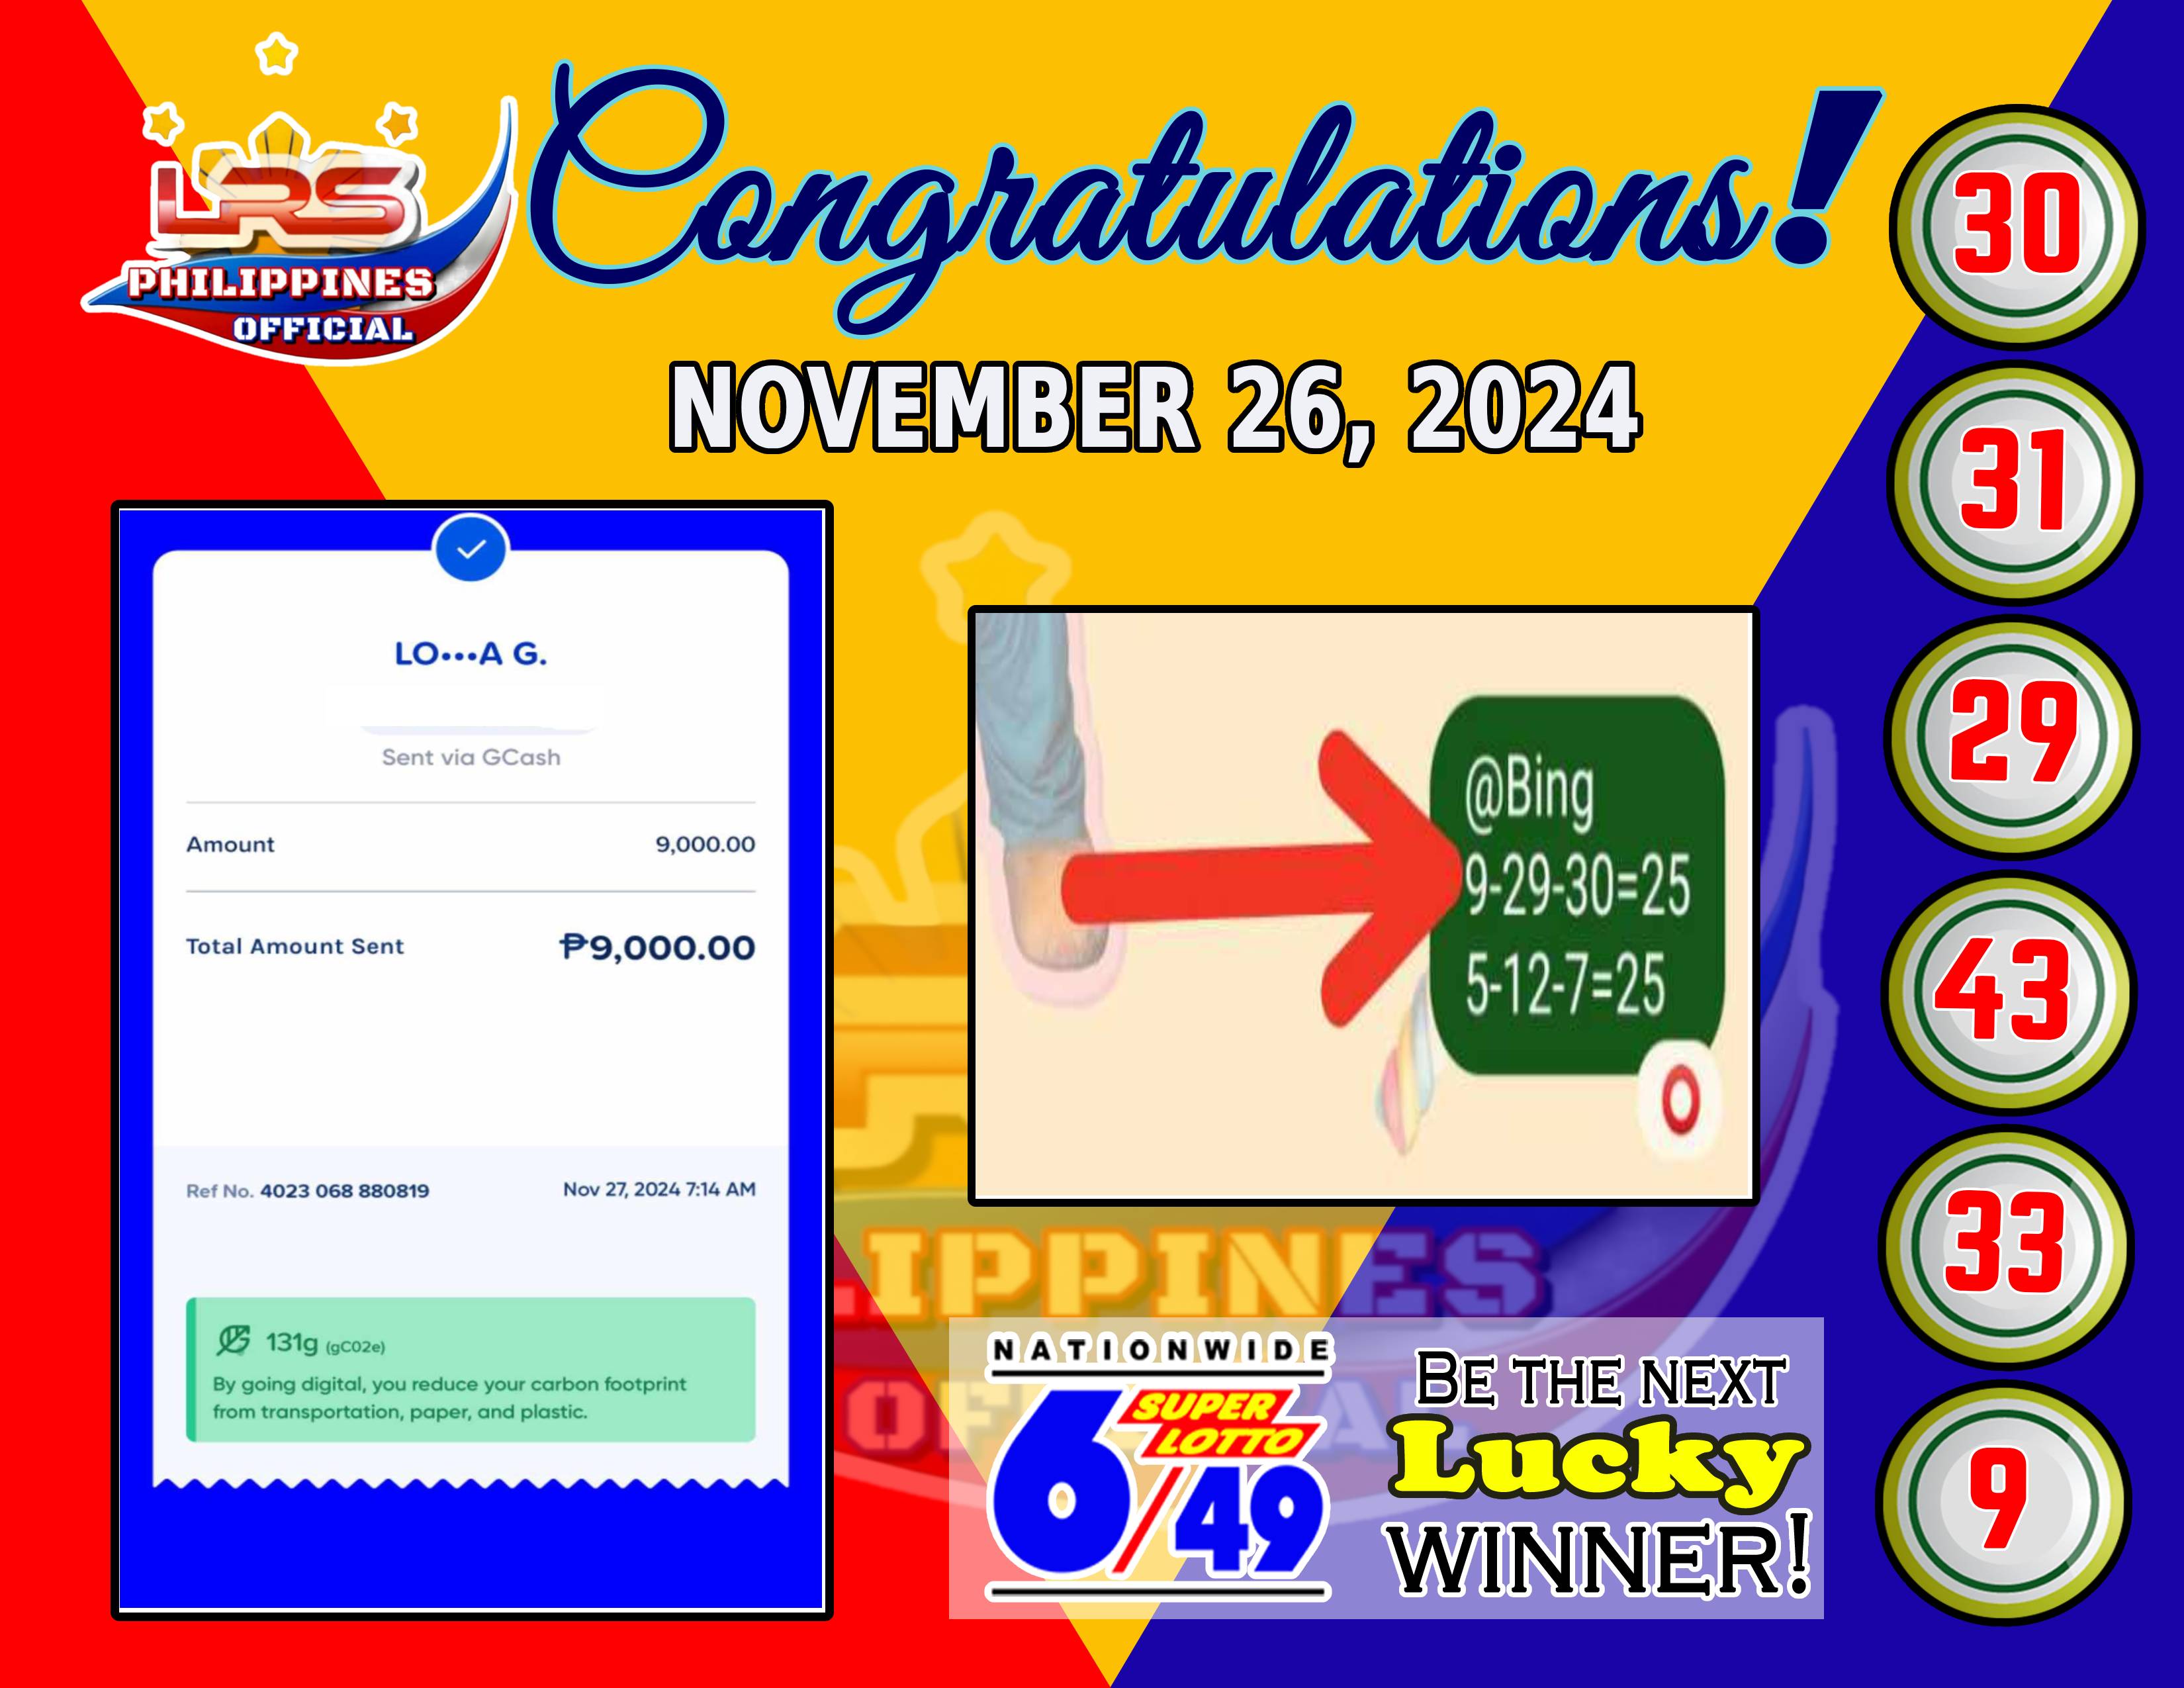 LRS
PHILIPPINES
OFFICIAL
Congratulations!
NOVEMBER 26, 2024
LO•••A G.
Sent via GCash
Amount 9,000.00
Total Amount Sent ₱9,000.00
Ref No. 4023 068 880819 Nov 27, 2024 7:14 AM
131g (gCO2e)
By going digital, you reduce your carbon footprint
from transportation, paper, and plastic.
@Bing
9-29-30=25
5-12-7=25
LIPPINES
NATIONWIDE
SUPER
LOTTO
6/49
BE THE NEXT
Lucky
WINNER!
30
31
29
43
33
9